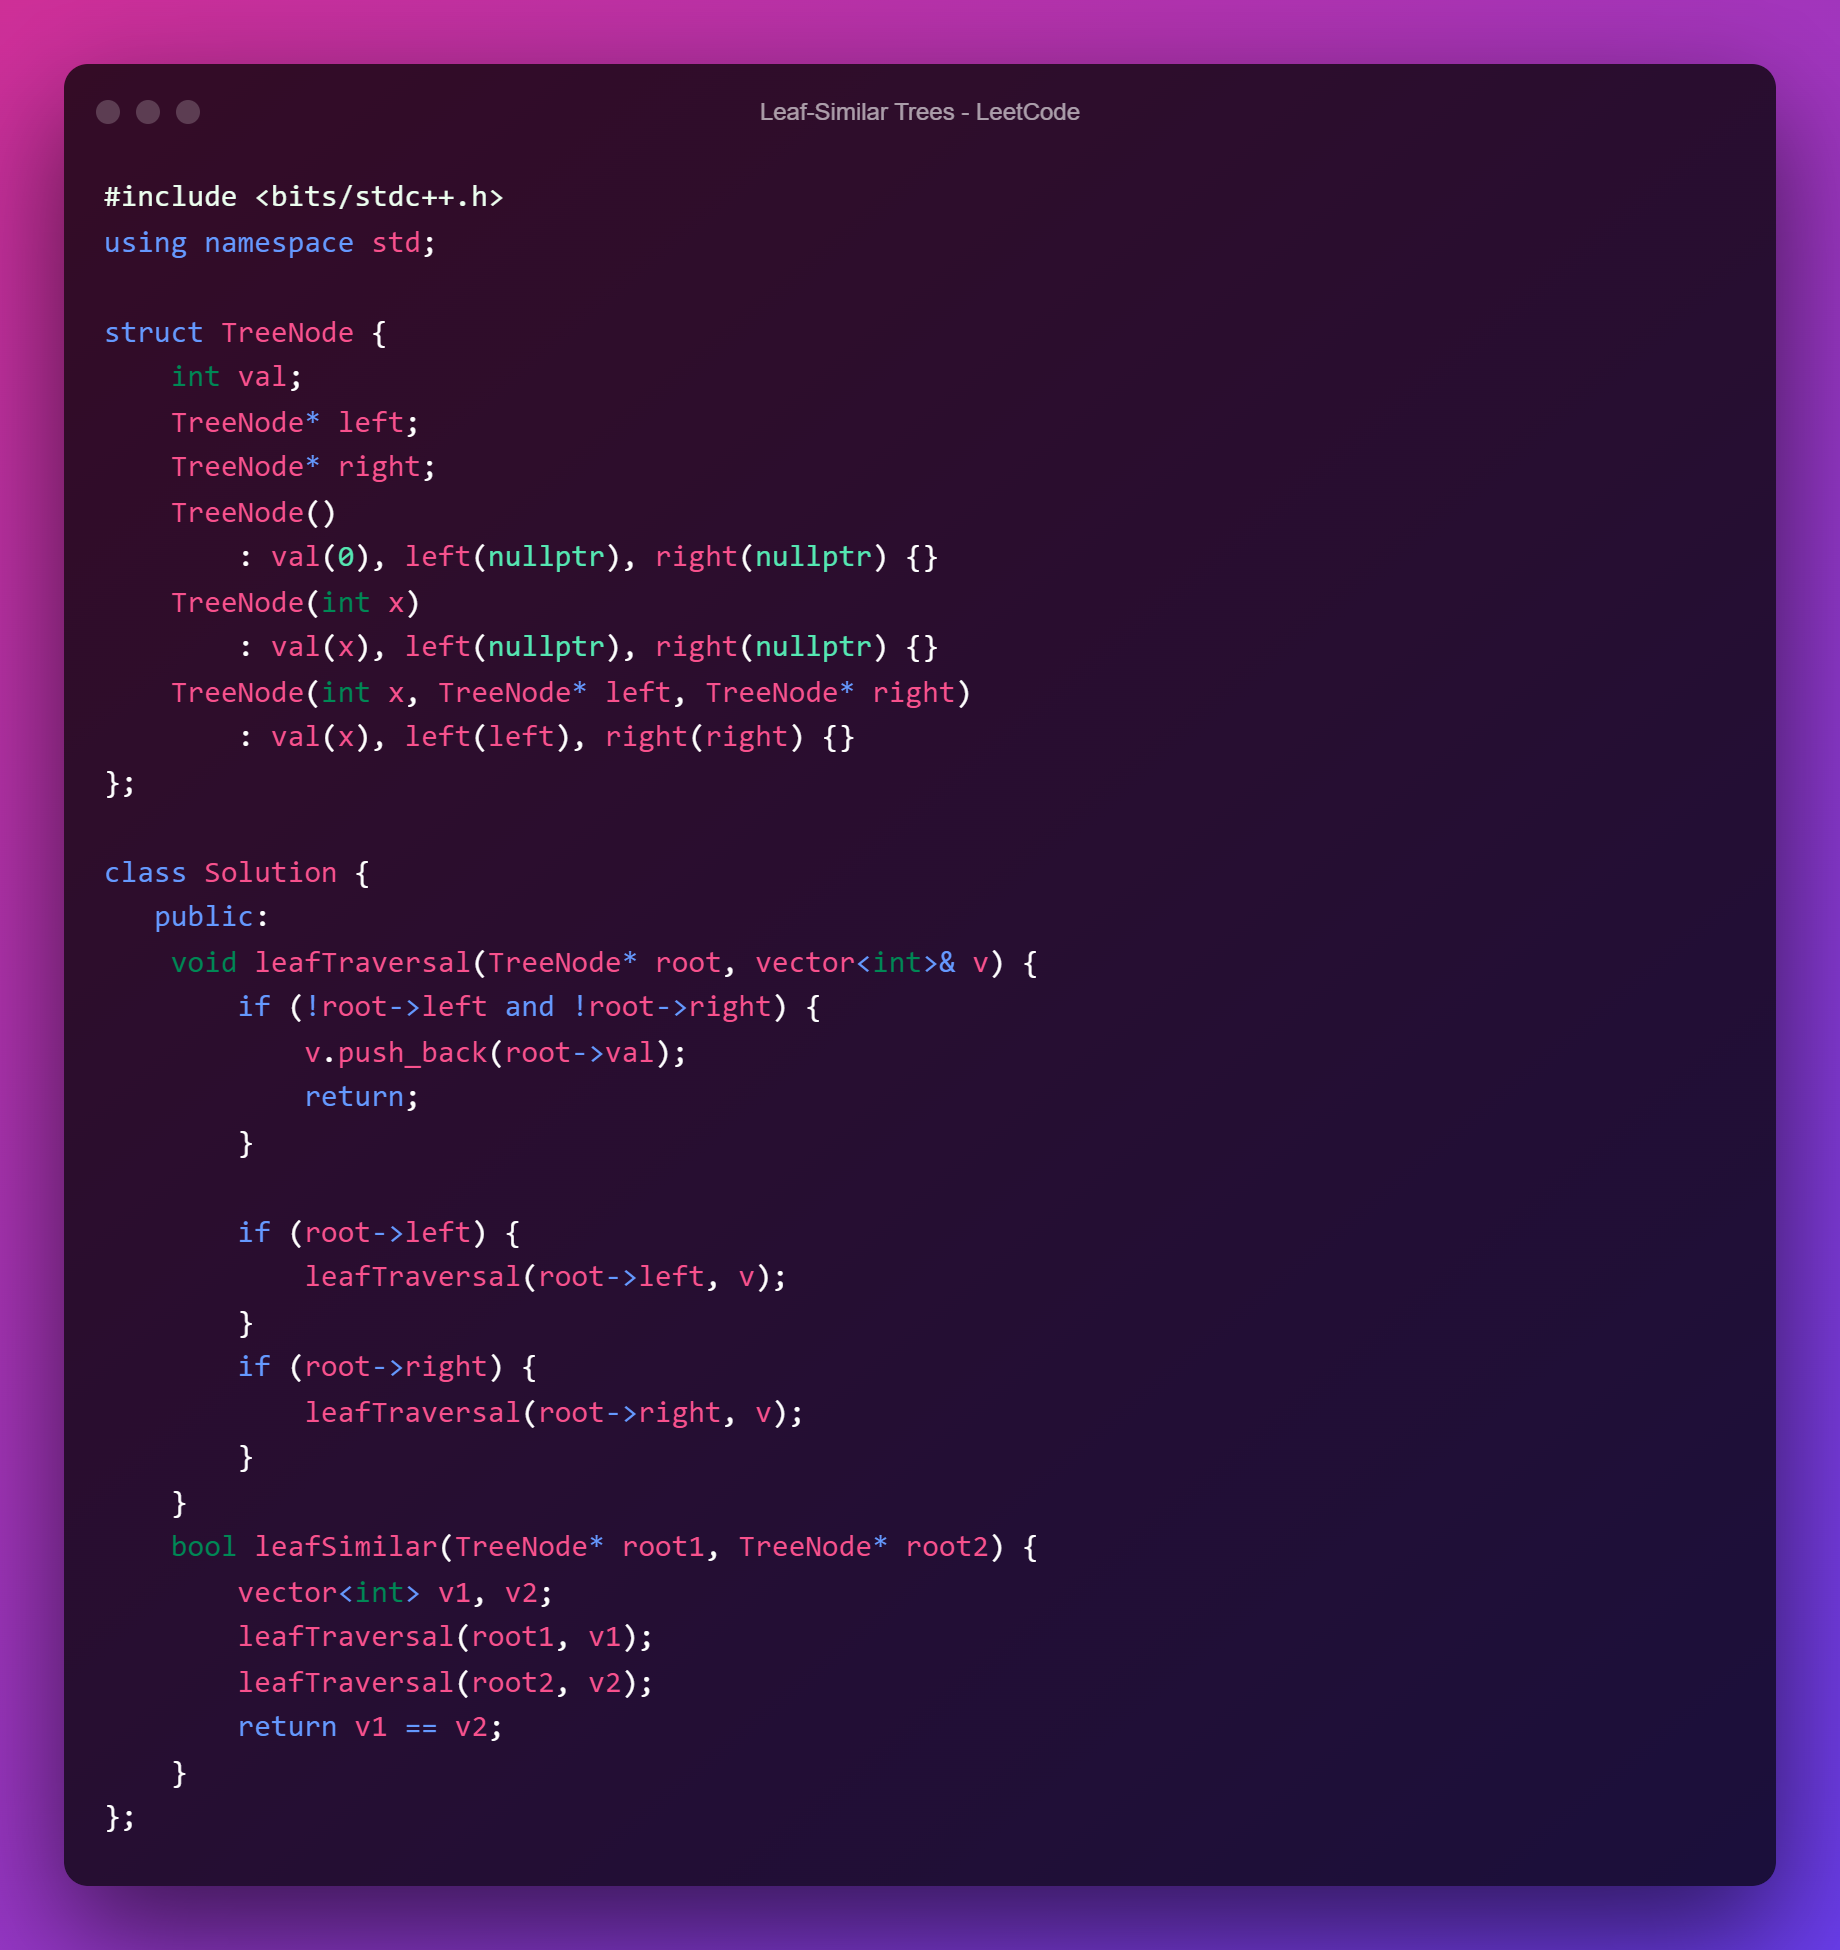 Leaf-Similar Trees - LeetCode
#include <bits/stdc++.h>
using namespace std;

struct TreeNode {
    int val;
    TreeNode* left;
    TreeNode* right;
    TreeNode()
        : val(0), left(nullptr), right(nullptr) {}
    TreeNode(int x)
        : val(x), left(nullptr), right(nullptr) {}
    TreeNode(int x, TreeNode* left, TreeNode* right)
        : val(x), left(left), right(right) {}
};

class Solution {
   public:
    void leafTraversal(TreeNode* root, vector<int>& v) {
        if (!root->left and !root->right) {
            v.push_back(root->val);
            return;
        }

        if (root->left) {
            leafTraversal(root->left, v);
        }
        if (root->right) {
            leafTraversal(root->right, v);
        }
    }
    bool leafSimilar(TreeNode* root1, TreeNode* root2) {
        vector<int> v1, v2;
        leafTraversal(root1, v1);
        leafTraversal(root2, v2);
        return v1 == v2;
    }
};